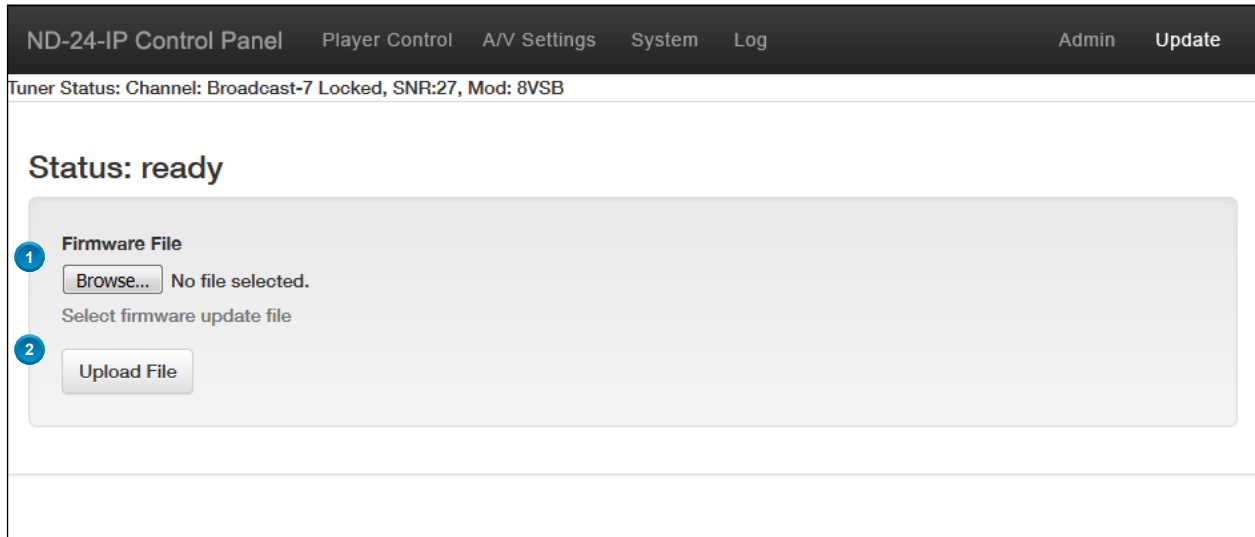 ND-24-IP Control Panel Player Control A/V Settings System Log Admin Update
Tuner Status: Channel: Broadcast-7 Locked, SNR:27, Mod: 8VSB
Status: ready
Firmware File
1
Browse... No file selected.
Select firmware update file
2
Upload File